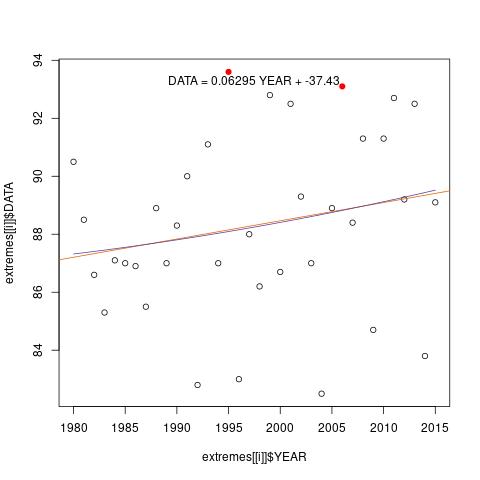 94
92
90
88
86
84
extremes[[i]]$DATA
DATA = 0.06295 YEAR + -37.43
1980 1985 1990 1995 2000 2005 2010 2015
extremes[[i]]$YEAR